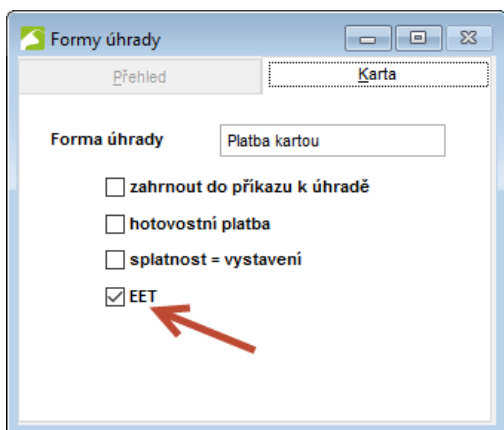 Formy úhrady
Přehled
Karta
Forma úhrady
Platba kartou
zahrnout do příkazu k úhradě
hotovostní platba
splatnost = vystavení
EET